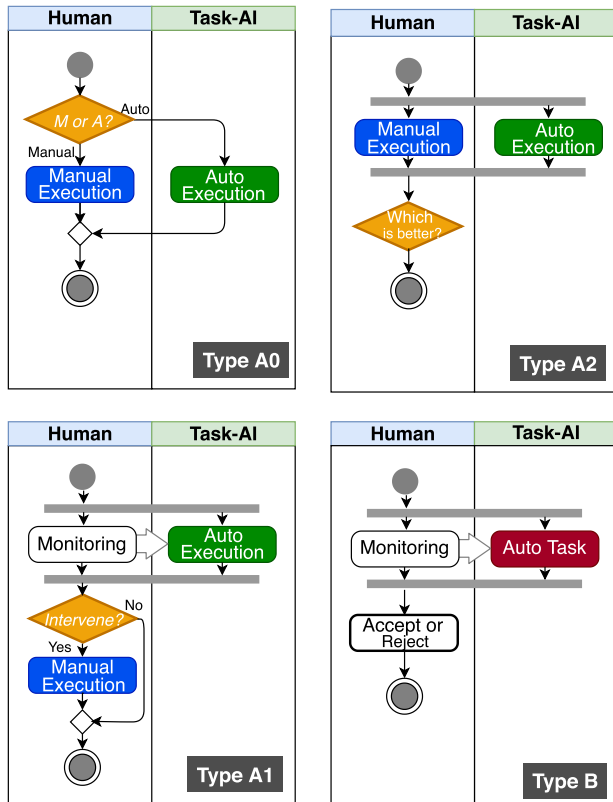 Human
Task-AI
M or A?
Auto
Manual
Manual
Execution
Auto
Execution
Type A0
Human
Task-AI
Manual
Execution
Auto
Execution
Which
is better?
Type A2
Human
Task-AI
Monitoring
Auto
Execution
Intervene?
No
Yes
Manual
Execution
Type A1
Human
Task-AI
Monitoring
Auto Task
Accept or
Reject
Type B